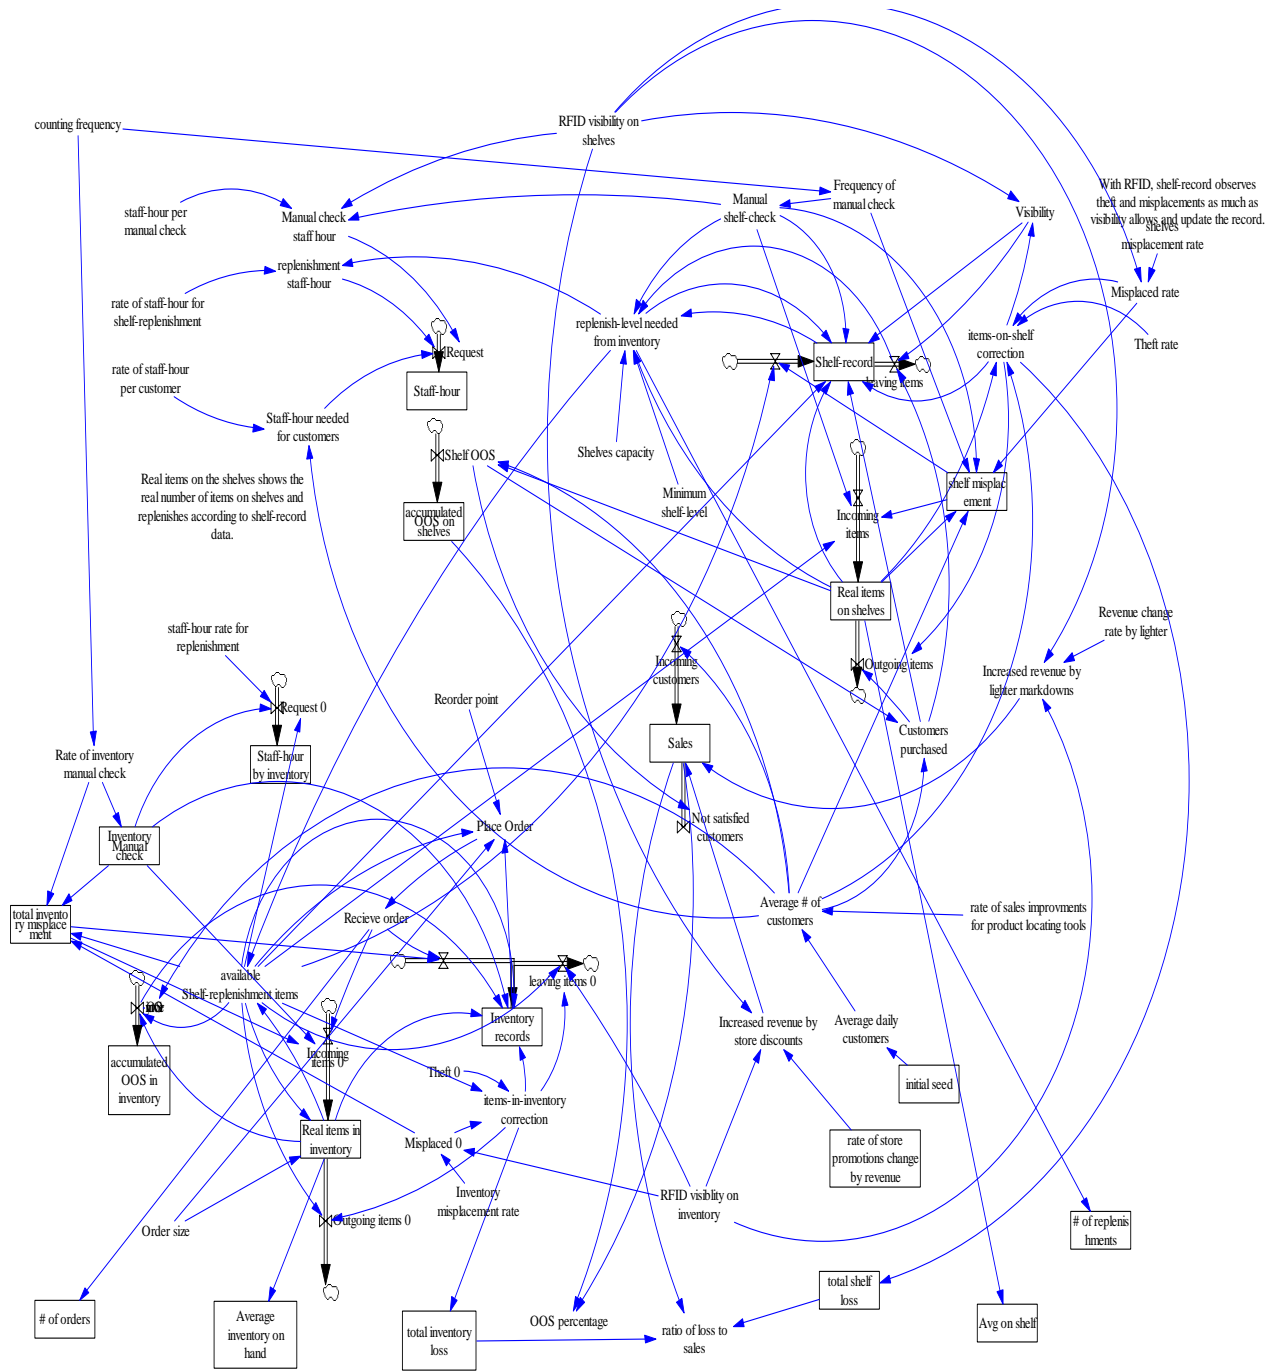 counting frequency
RFID visibility on
shelves
staff-hour per
manual check
Manual check
staff hour
Manual
shelf-check
Frequency of
manual check
Visibility
With RFID, shelf-record observes
theft and misplacements as much as
visibility allows and update the record.
shelves
misplacement rate
replenishment
staff-hour
rate of staff-hour for
shelf-replenishment
Misplaced rate
replenish-level needed
from inventory
items-on-shelf
correction
Theft rate
Request
Shelf-record
leaving items
rate of staff-hour
per customer
Staff-hour
Staff-hour needed
for customers
Shelf OOS
Shelves capacity
Real items on the shelves shows the
real number of items on shelves and
replenishes according to shelf-record
data.
accumulated
OOS on
shelves
Minimum
shelf-level
Incoming
items
shelf misplac
ement
Real items
on shelves
Revenue change
rate by lighter
staff-hour rate for
replenishment
Incoming
customers
Outgoing items
Increased revenue by
lighter markdowns
Reorder point
Request 0
Sales
Customers
purchased
Rate of inventory
manual check
Staff-hour
by inventory
Inventory
Manual
check
Place Order
Not satisfied
customers
total invento
ry misplace
ment
Recieve order
Average # of
customers
rate of sales improvments
for product locating tools
available
Shelf-replenishment items
leaving items 0
OOS
accumulated
OOS in
inventory
Incoming
items 0
Inventory
records
Increased revenue by
store discounts
Average daily
customers
Theft 0
items-in-inventory
correction
initial seed
Real items in
inventory
Misplaced 0
rate of store
promotions change
by revenue
Inventory
misplacement rate
RFID visiblity on
inventory
Order size
Outgoing items 0
# of replenis
hments
# of orders
Average
inventory on
hand
total inventory
loss
OOS percentage
ratio of loss to
sales
total shelf
loss
Avg on shelf